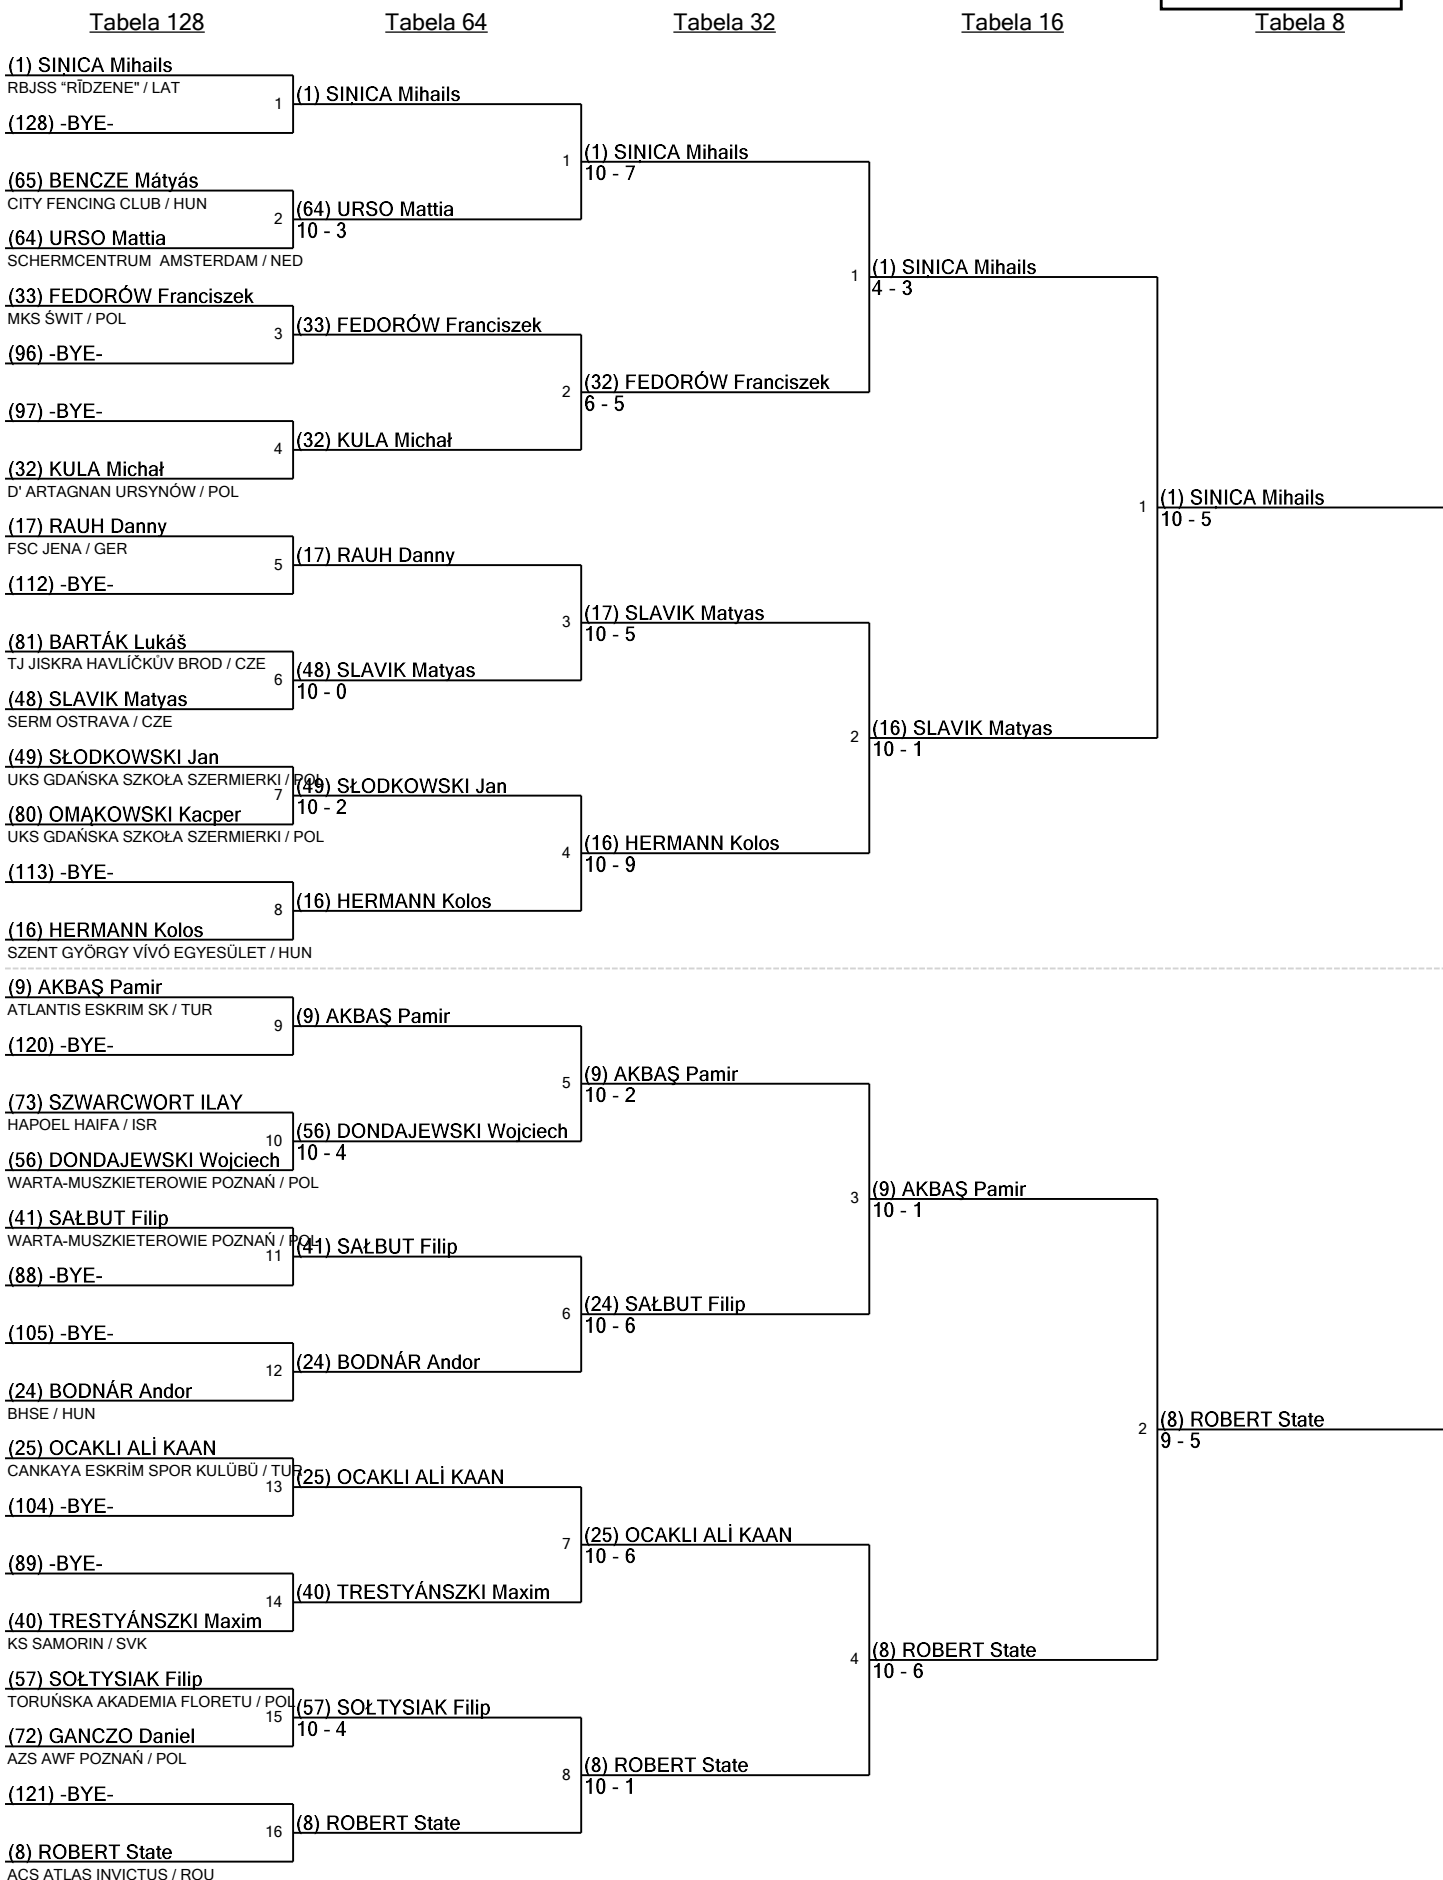 Tabela 128
Tabela 64
Tabela 32
Tabela 16
Tabela 8
(1) SIŅICA Mihails
RBJSS “RĪDZENE" / LAT
1
(128) -BYE-
(65) BENCZE Mátyás
CITY FENCING CLUB / HUN
2
(64) URSO Mattia
SCHERMCENTRUM  AMSTERDAM / NED
(33) FEDORÓW Franciszek
MKS ŚWIT / POL
3
(96) -BYE-
(97) -BYE-
4
(32) KULA Michał
D' ARTAGNAN URSYNÓW / POL
(17) RAUH Danny
FSC JENA / GER
5
(112) -BYE-
(81) BARTÁK Lukáš
TJ JISKRA HAVLÍČKŮV BROD / CZE
6
(48) SLAVIK Matyas
SERM OSTRAVA / CZE
(49) SŁODKOWSKI Jan
UKS GDAŃSKA SZKOŁA SZERMIERKI / POL
7
(80) OMĄKOWSKI Kacper
UKS GDAŃSKA SZKOŁA SZERMIERKI / POL
(113) -BYE-
8
(16) HERMANN Kolos
SZENT GYÖRGY VÍVÓ EGYESÜLET / HUN
(9) AKBAŞ Pamir
ATLANTIS ESKRIM SK / TUR
9
(120) -BYE-
(73) SZWARCWORT ILAY
HAPOEL HAIFA / ISR
10
(56) DONDAJEWSKI Wojciech
WARTA-MUSZKIETEROWIE POZNAŃ / POL
(41) SAŁBUT Filip
WARTA-MUSZKIETEROWIE POZNAŃ / POL
11
(88) -BYE-
(105) -BYE-
12
(24) BODNÁR Andor
BHSE / HUN
(25) OCAKLI ALİ KAAN
CANKAYA ESKRİM SPOR KULÜBÜ / TUR
13
(104) -BYE-
(89) -BYE-
14
(40) TRESTYÁNSZKI Maxim
KS SAMORIN / SVK
(57) SOŁTYSIAK Filip
TORUŃSKA AKADEMIA FLORETU / POL
15
(72) GANCZO Daniel
AZS AWF POZNAŃ / POL
(121) -BYE-
16
(8) ROBERT State
ACS ATLAS INVICTUS / ROU
(1) SIŅICA Mihails
1
(64) URSO Mattia
10 - 3
(33) FEDORÓW Franciszek
2
(32) KULA Michał
(17) RAUH Danny
3
(48) SLAVIK Matyas
10 - 0
(49) SŁODKOWSKI Jan
10 - 2
4
(16) HERMANN Kolos
(9) AKBAŞ Pamir
5
(56) DONDAJEWSKI Wojciech
10 - 4
(41) SAŁBUT Filip
6
(24) BODNÁR Andor
(25) OCAKLI ALİ KAAN
7
(40) TRESTYÁNSZKI Maxim
(57) SOŁTYSIAK Filip
10 - 4
8
(8) ROBERT State
(1) SIŅICA Mihails
10 - 7
1
(32) FEDORÓW Franciszek
6 - 5
(17) SLAVIK Matyas
10 - 5
2
(16) HERMANN Kolos
10 - 9
(9) AKBAŞ Pamir
10 - 2
3
(24) SAŁBUT Filip
10 - 6
(25) OCAKLI ALİ KAAN
10 - 6
4
(8) ROBERT State
10 - 1
(1) SIŅICA Mihails
4 - 3
1
(16) SLAVIK Matyas
10 - 1
(9) AKBAŞ Pamir
10 - 1
2
(8) ROBERT State
10 - 6
(1) SIŅICA Mihails
10 - 5
(8) ROBERT State
9 - 5